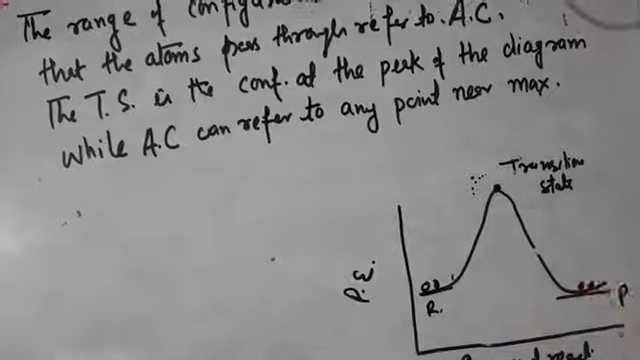 The range of
that the atoms pass through refer to A.C.
The T.S. is the conf. at the peak of the diagram
while A.C can refer to any point near max.
Transition
state
P.
R.
P